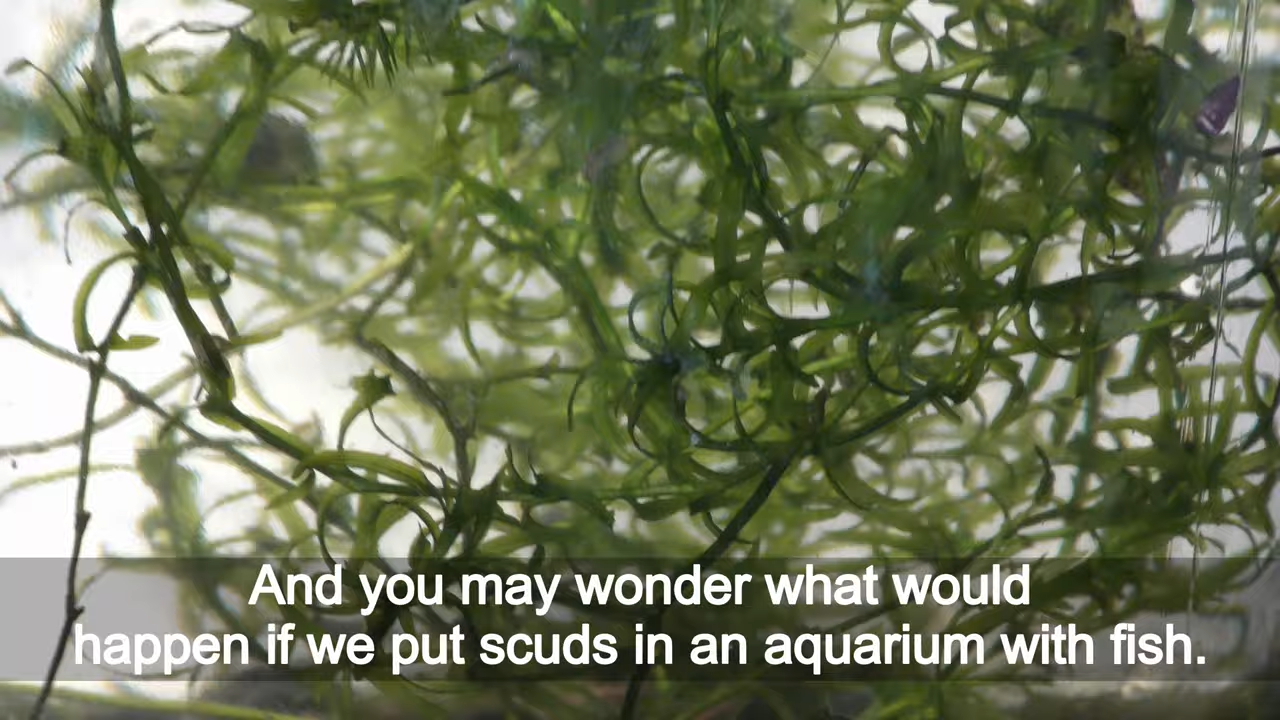 And you may wonder what would
happen if we put scuds in an aquarium with fish.